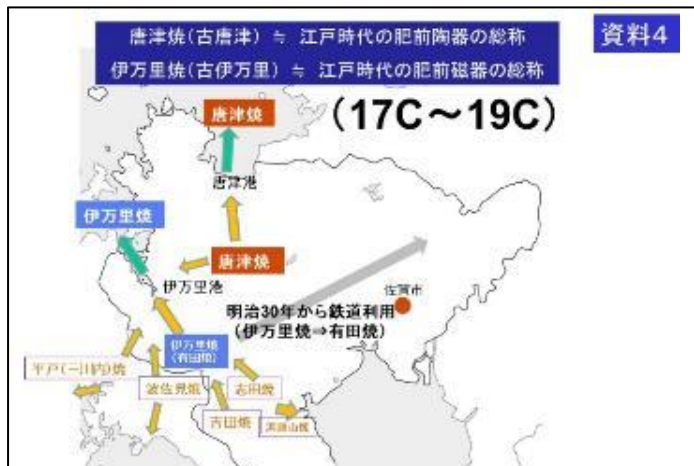 唐津焼(古唐津) ≒ 江戸時代の肥前陶器の総称
伊万里焼(古伊万里) ≒ 江戸時代の肥前磁器の総称
資料4
(17C～19C)
唐津焼
唐津港
伊万里焼
唐津焼
伊万里港
佐賀市
明治30年から鉄道利用
(伊万里焼⇒有田焼)
伊万里焼
(有田焼)
平戸(三川内)焼
波佐見焼
志田焼
吉田焼